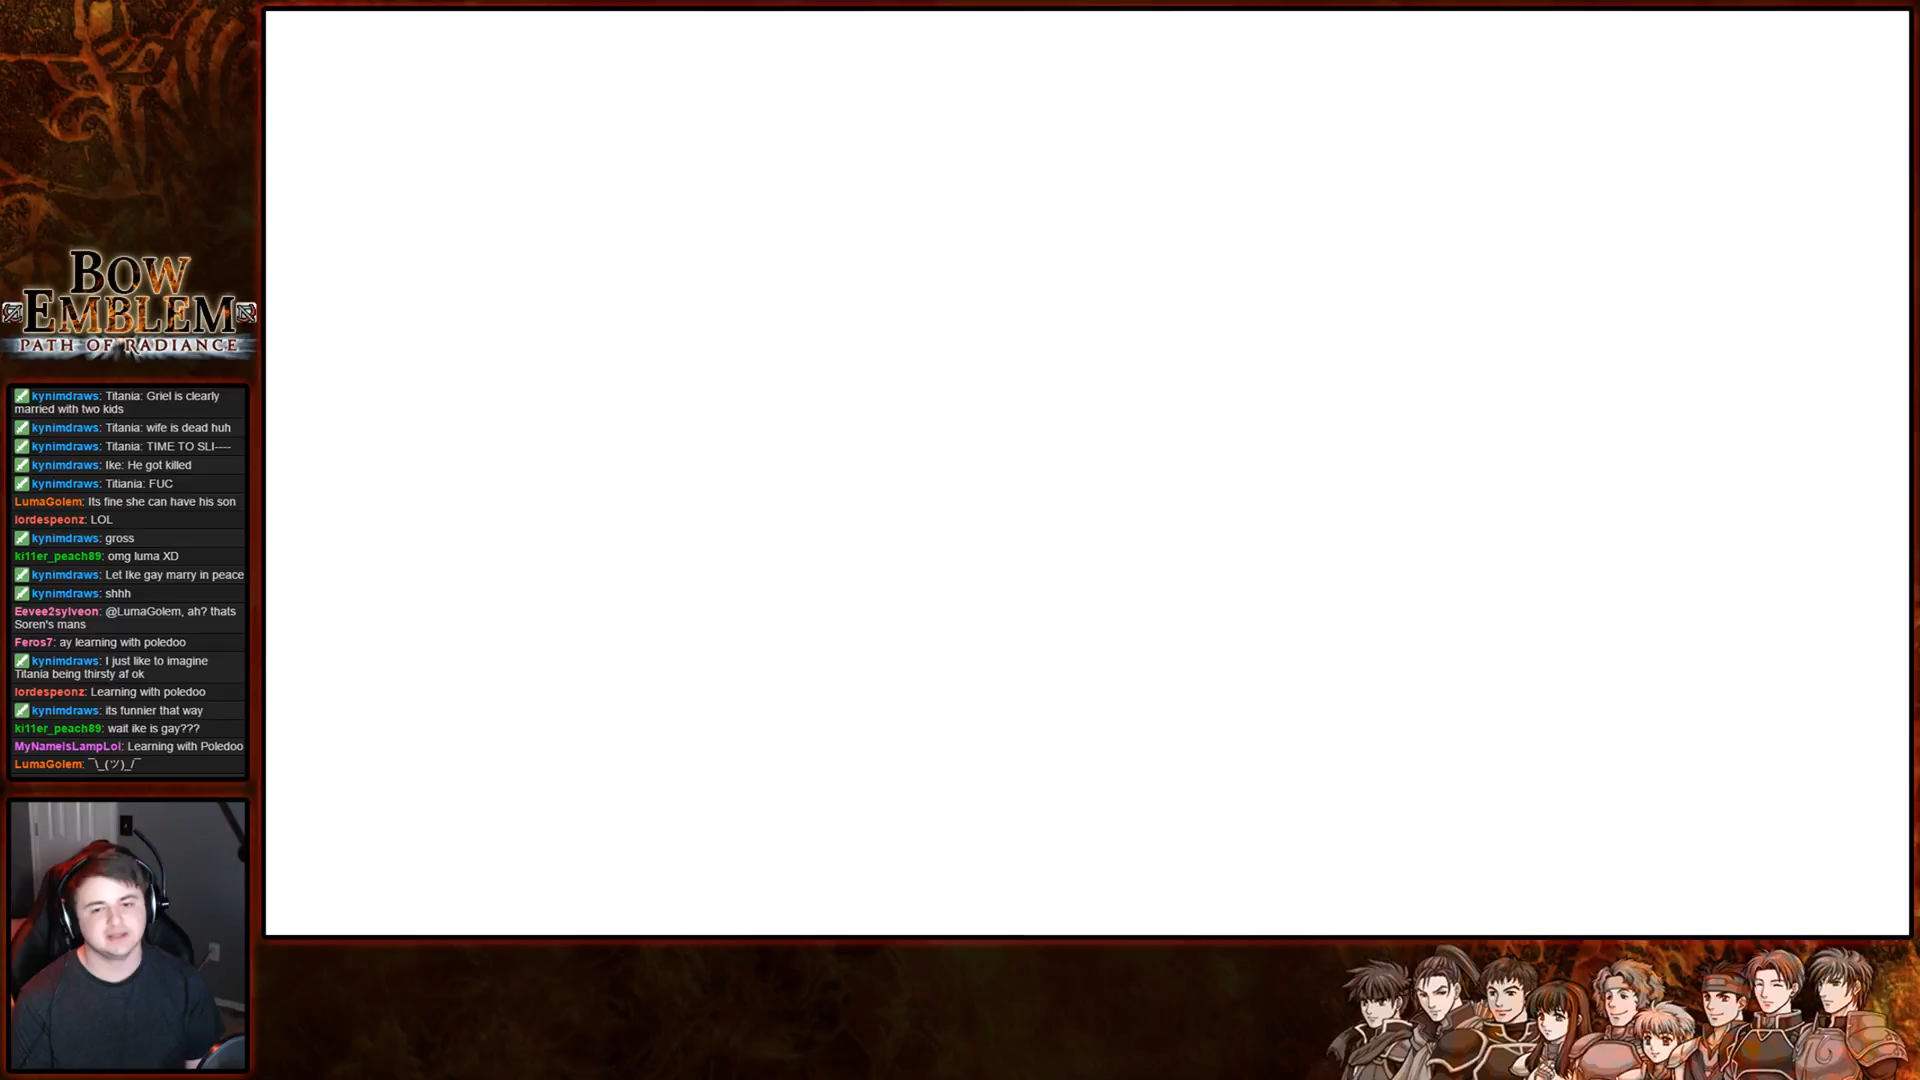 BOW
EMBLEM
PATH OF RADIANCE
kynimdraws: Titania: Griel is clearly
married with two kids
kynimdraws: Titania: wife is dead huh
kynimdraws: Titania: TIME TO SLI----
kynimdraws: Ike: He got killed
kynimdraws: Titiania: FUC
LumaGolem: Its fine she can have his son
lordespeonz: LOL
kynimdraws: gross
ki11er_peach89: omg luma XD
kynimdraws: Let Ike gay marry in peace
kynimdraws: shhh
Eevee2sylveon: @LumaGolem, ah? thats
Soren's mans
Feros7: ay learning with poledoo
kynimdraws: I just like to imagine
Titania being thirsty af ok
lordespeonz: Learning with poledoo
kynimdraws: its funnier that way
ki11er_peach89: wait ike is gay???
MyNameIsLampLol: Learning with Poledoo
LumaGolem: ¯\_(ツ)_/¯